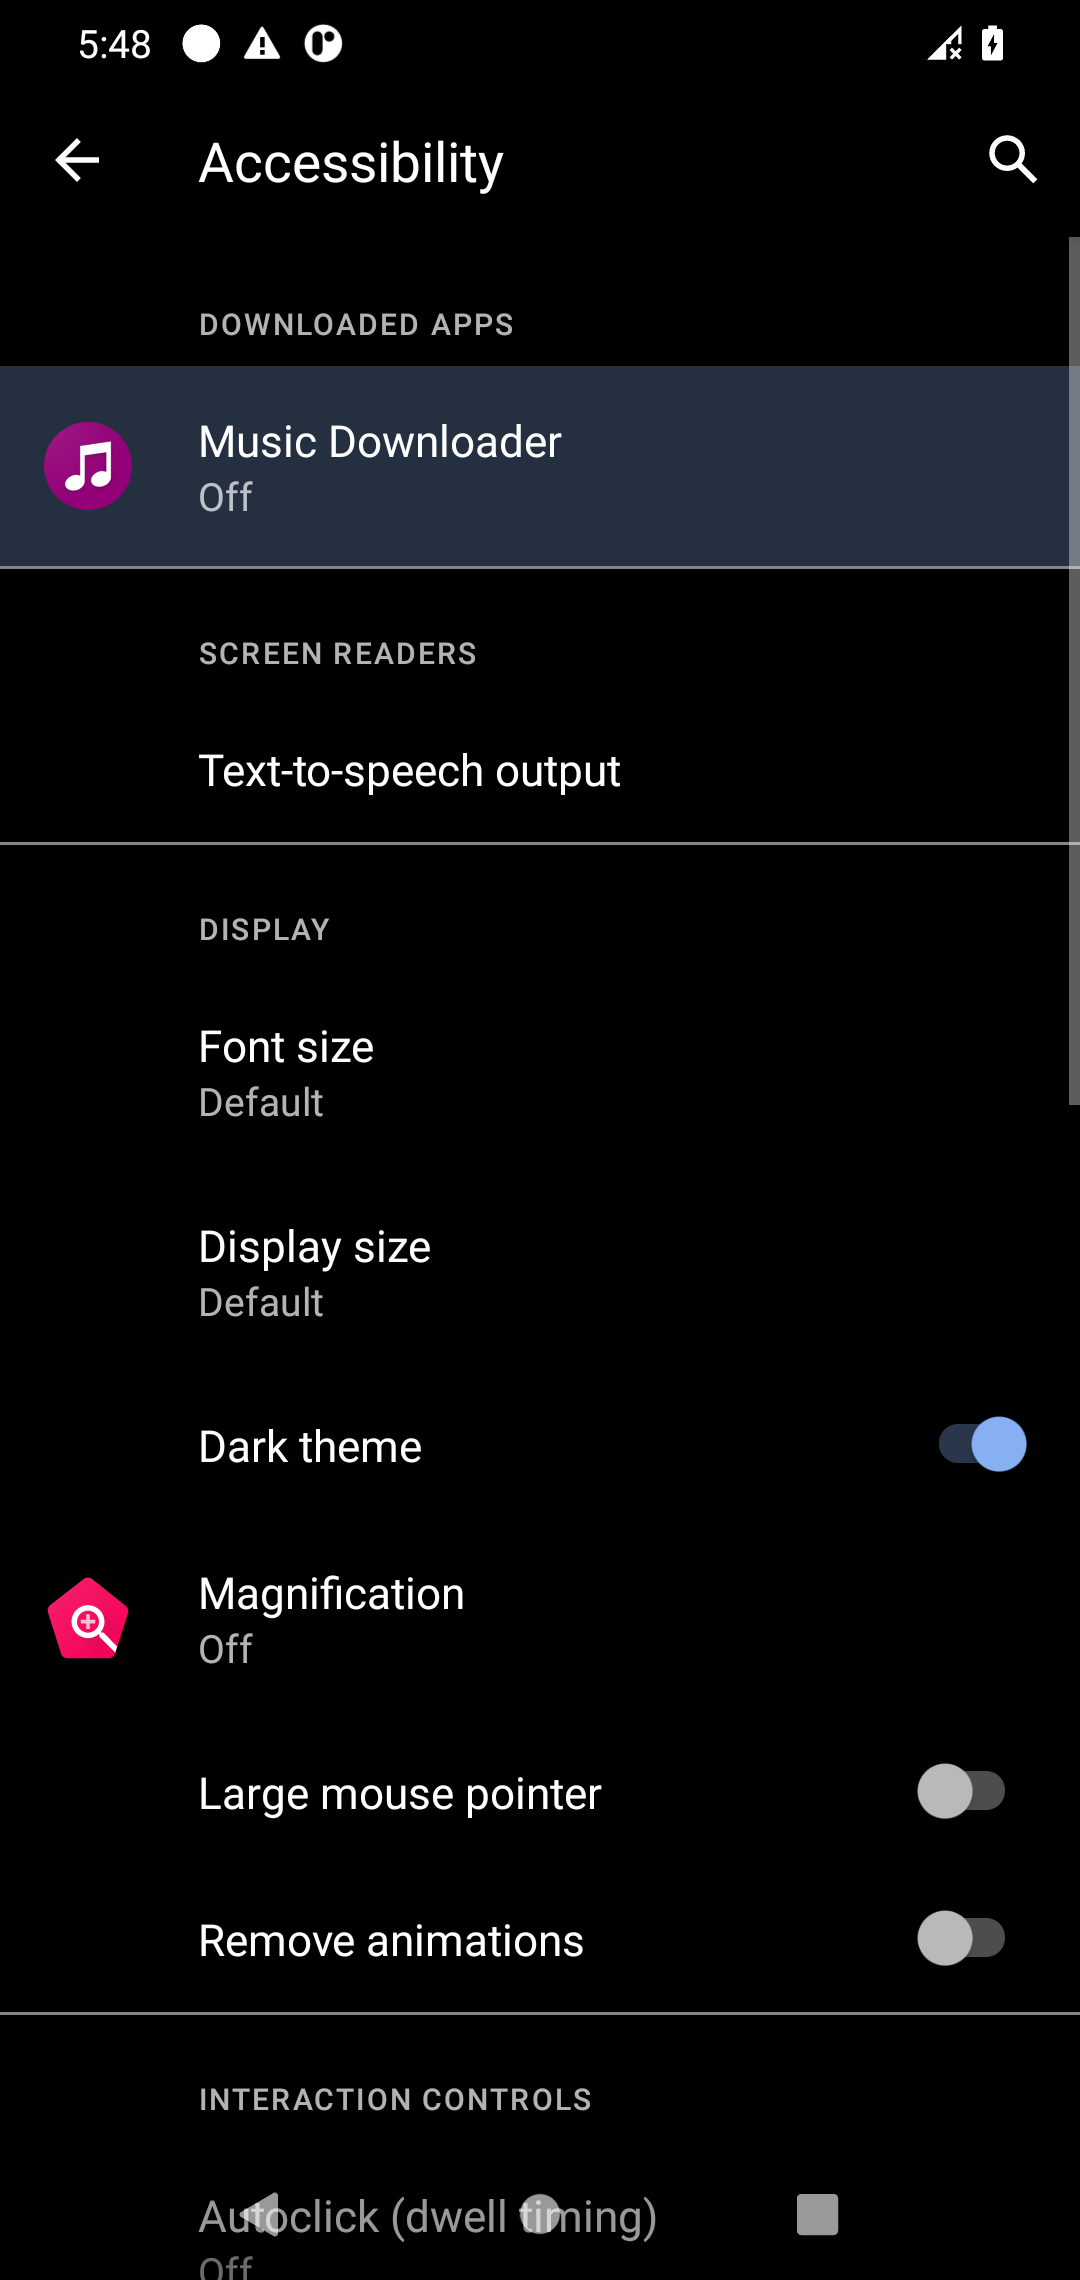 5:48
Accessibility
DOWNLOADED APPS
Music Downloader
Off
SCREEN READERS
Text-to-speech output
DISPLAY
Font size
Default
Display size
Default
Dark theme
Magnification
Off
Large mouse pointer
Remove animations
INTERACTION CONTROLS
Autoclick (dwell timing)
Off